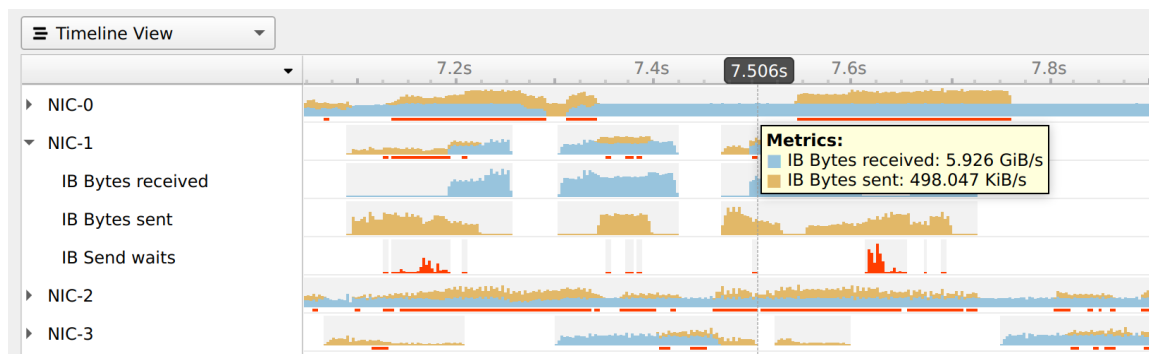 Timeline View
7.2s 7.4s 7.506s 7.6s 7.8s
NIC-0
NIC-1
Metrics:
IB Bytes received: 5.926 GiB/s
IB Bytes sent: 498.047 KiB/s
IB Bytes received
IB Bytes sent
IB Send waits
NIC-2
NIC-3